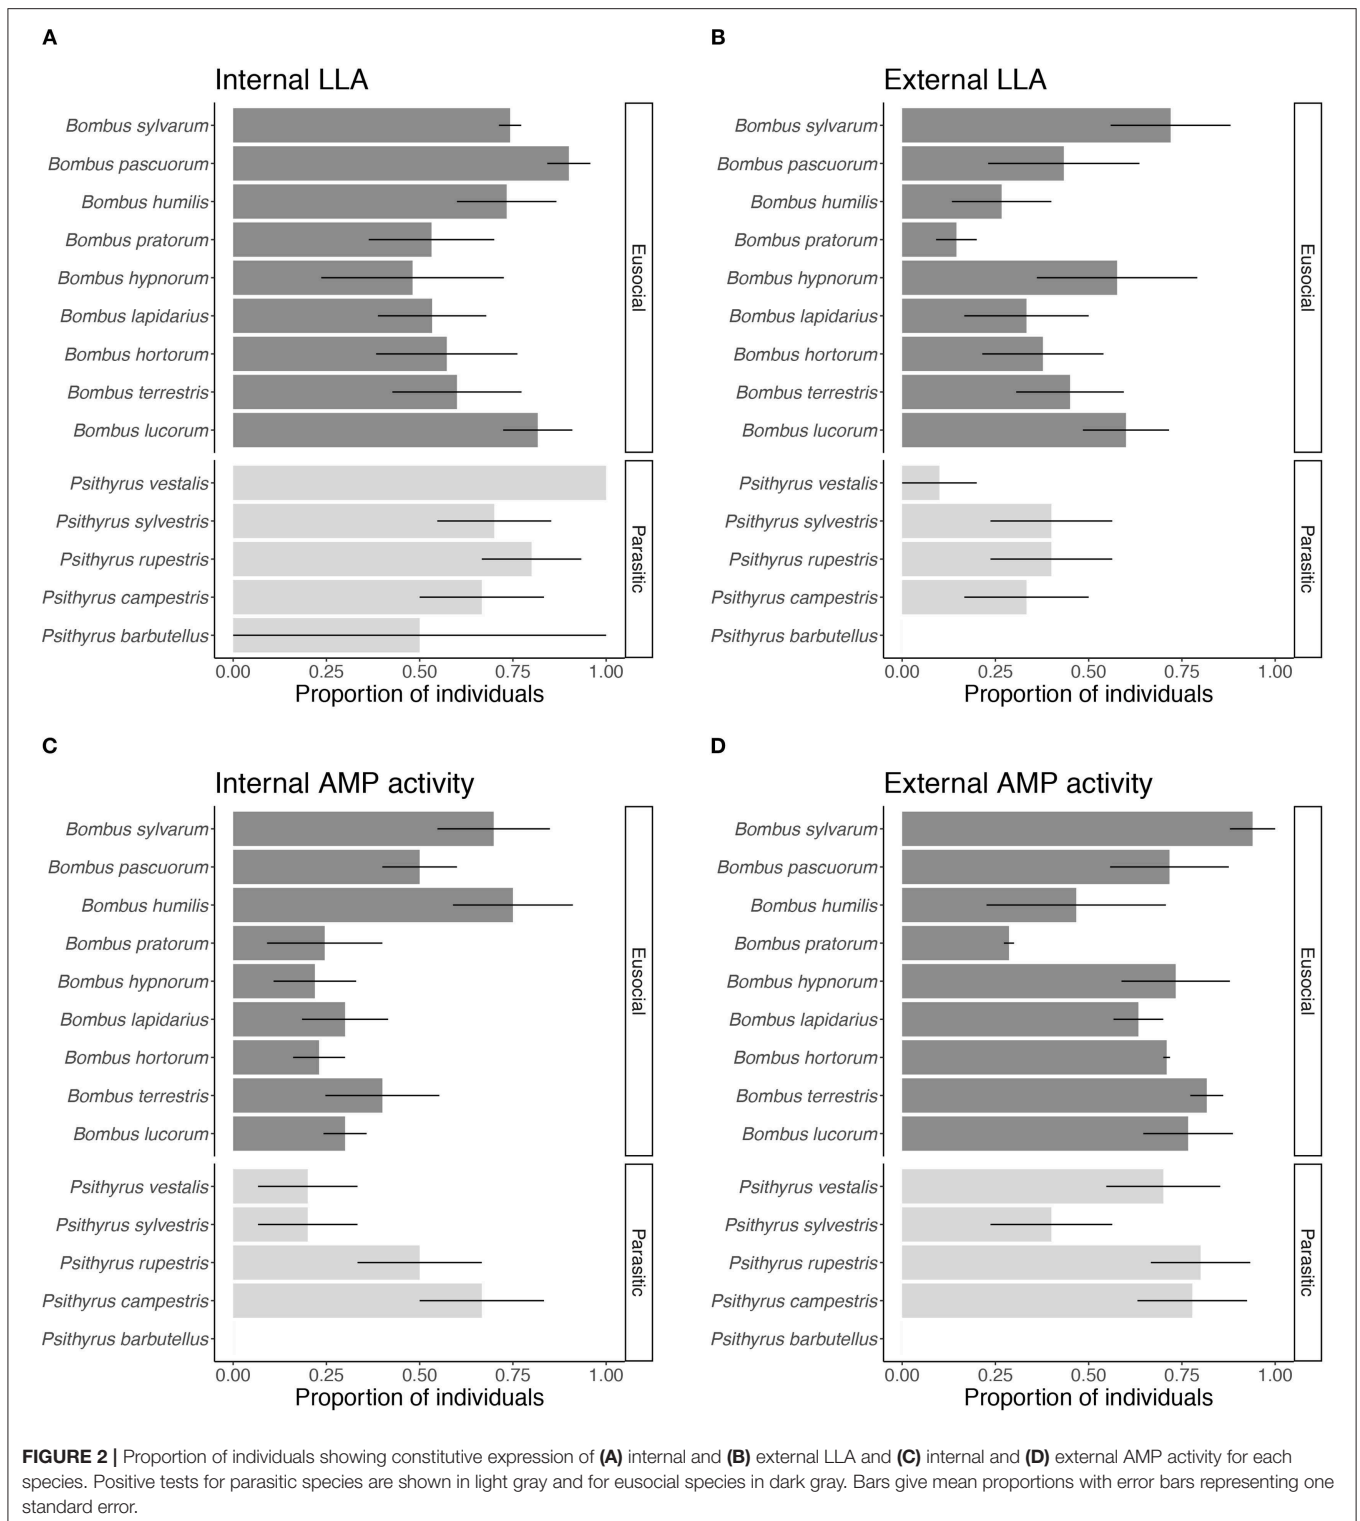 A
Internal LLA
Bombus sylvarum
Bombus pascuorum
Bombus humilis
Bombus pratorum
Bombus hypnorum
Bombus lapidarius
Bombus hortorum
Bombus terrestris
Bombus lucorum
Eusocial
Psithyrus vestalis
Psithyrus sylvestris
Psithyrus rupestris
Psithyrus campestris
Psithyrus barbutellus
Parasitic
0.00 0.25 0.50 0.75 1.00
Proportion of individuals
B
External LLA
Bombus sylvarum
Bombus pascuorum
Bombus humilis
Bombus pratorum
Bombus hypnorum
Bombus lapidarius
Bombus hortorum
Bombus terrestris
Bombus lucorum
Eusocial
Psithyrus vestalis
Psithyrus sylvestris
Psithyrus rupestris
Psithyrus campestris
Psithyrus barbutellus
Parasitic
0.00 0.25 0.50 0.75 1.00
Proportion of individuals
C
Internal AMP activity
Bombus sylvarum
Bombus pascuorum
Bombus humilis
Bombus pratorum
Bombus hypnorum
Bombus lapidarius
Bombus hortorum
Bombus terrestris
Bombus lucorum
Eusocial
Psithyrus vestalis
Psithyrus sylvestris
Psithyrus rupestris
Psithyrus campestris
Psithyrus barbutellus
Parasitic
0.00 0.25 0.50 0.75 1.00
Proportion of individuals
D
External AMP activity
Bombus sylvarum
Bombus pascuorum
Bombus humilis
Bombus pratorum
Bombus hypnorum
Bombus lapidarius
Bombus hortorum
Bombus terrestris
Bombus lucorum
Eusocial
Psithyrus vestalis
Psithyrus sylvestris
Psithyrus rupestris
Psithyrus campestris
Psithyrus barbutellus
Parasitic
0.00 0.25 0.50 0.75 1.00
Proportion of individuals
FIGURE 2 | Proportion of individuals showing constitutive expression of (A) internal and (B) external LLA and (C) internal and (D) external AMP activity for each
species. Positive tests for parasitic species are shown in light gray and for eusocial species in dark gray. Bars give mean proportions with error bars representing one
standard error.